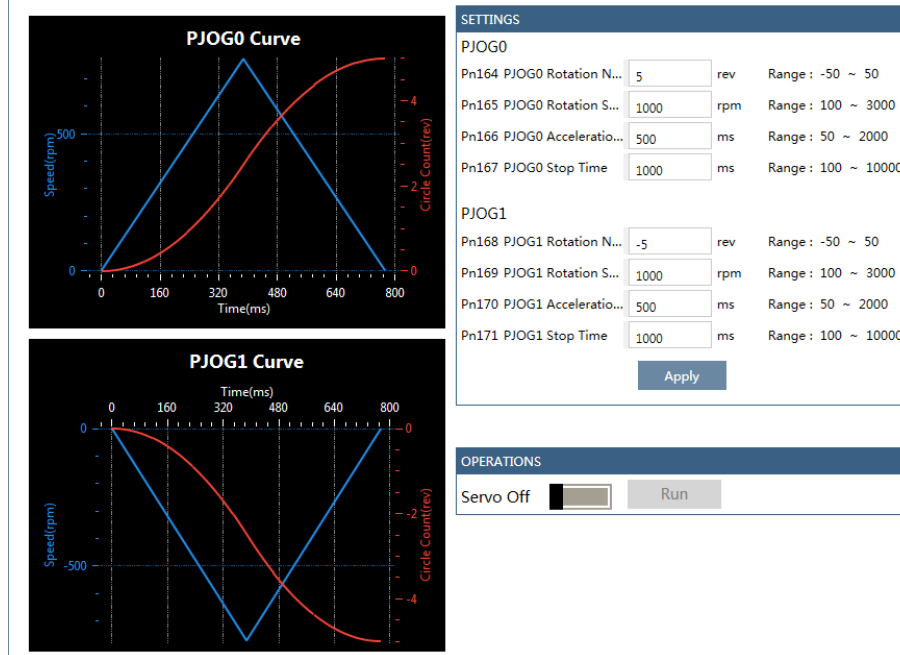 PJOG0 Curve
500
0
Speed(rpm)
4
2
0
Circle Count(rev)
0 160 320 480 640 800
Time(ms)
PJOG1 Curve
Time(ms)
0 160 320 480 640 800
0
-500
Speed(rpm)
0
-2
-4
Circle Count(rev)
SETTINGS
PJOG0
Pn164 PJOG0 Rotation N... 5 rev Range : -50 ~ 50
Pn165 PJOG0 Rotation S... 1000 rpm Range : 100 ~ 3000
Pn166 PJOG0 Acceleratio... 500 ms Range : 50 ~ 2000
Pn167 PJOG0 Stop Time 1000 ms Range : 100 ~ 10000
PJOG1
Pn168 PJOG1 Rotation N... -5 rev Range : -50 ~ 50
Pn169 PJOG1 Rotation S... 1000 rpm Range : 100 ~ 3000
Pn170 PJOG1 Acceleratio... 500 ms Range : 50 ~ 2000
Pn171 PJOG1 Stop Time 1000 ms Range : 100 ~ 10000
Apply
OPERATIONS
Servo Off Run